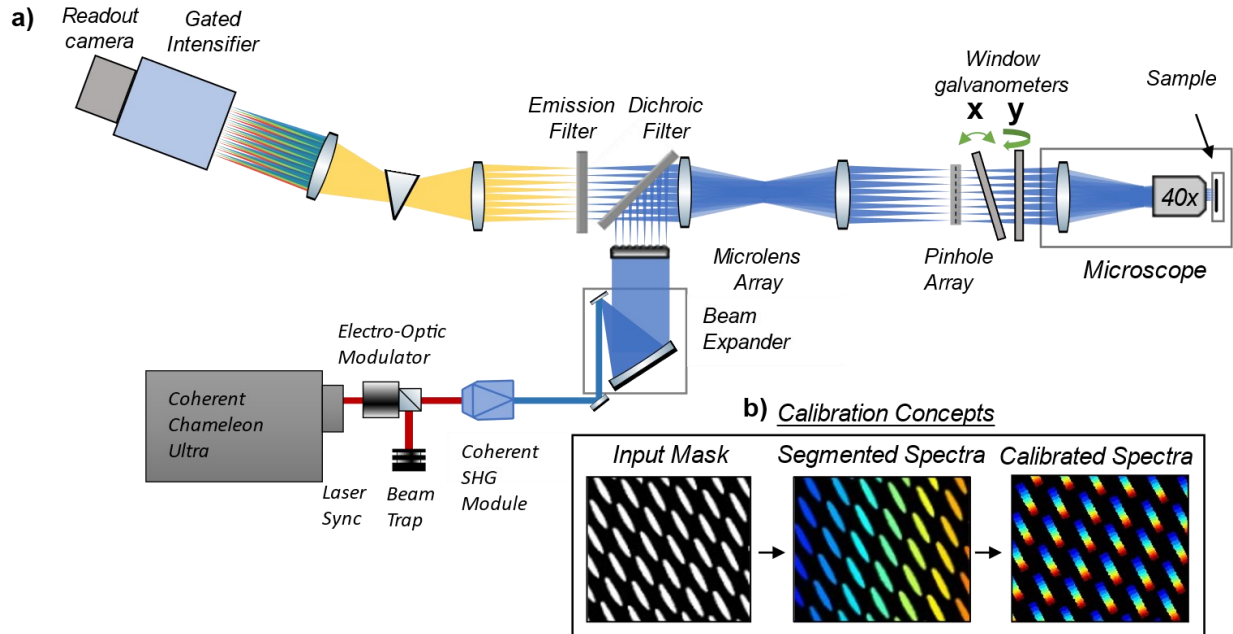 a)
Readout
camera
Gated
Intensifier
Emission
Filter
Dichroic
Filter
Window
galvanometers
x y
Sample
40x
Microscope
Pinhole
Array
Microlens
Array
Beam
Expander
Electro-Optic
Modulator
Coherent
Chameleon
Ultra
Laser
Sync
Beam
Trap
Coherent
SHG
Module
b) Calibration Concepts
Input Mask
Segmented Spectra
Calibrated Spectra